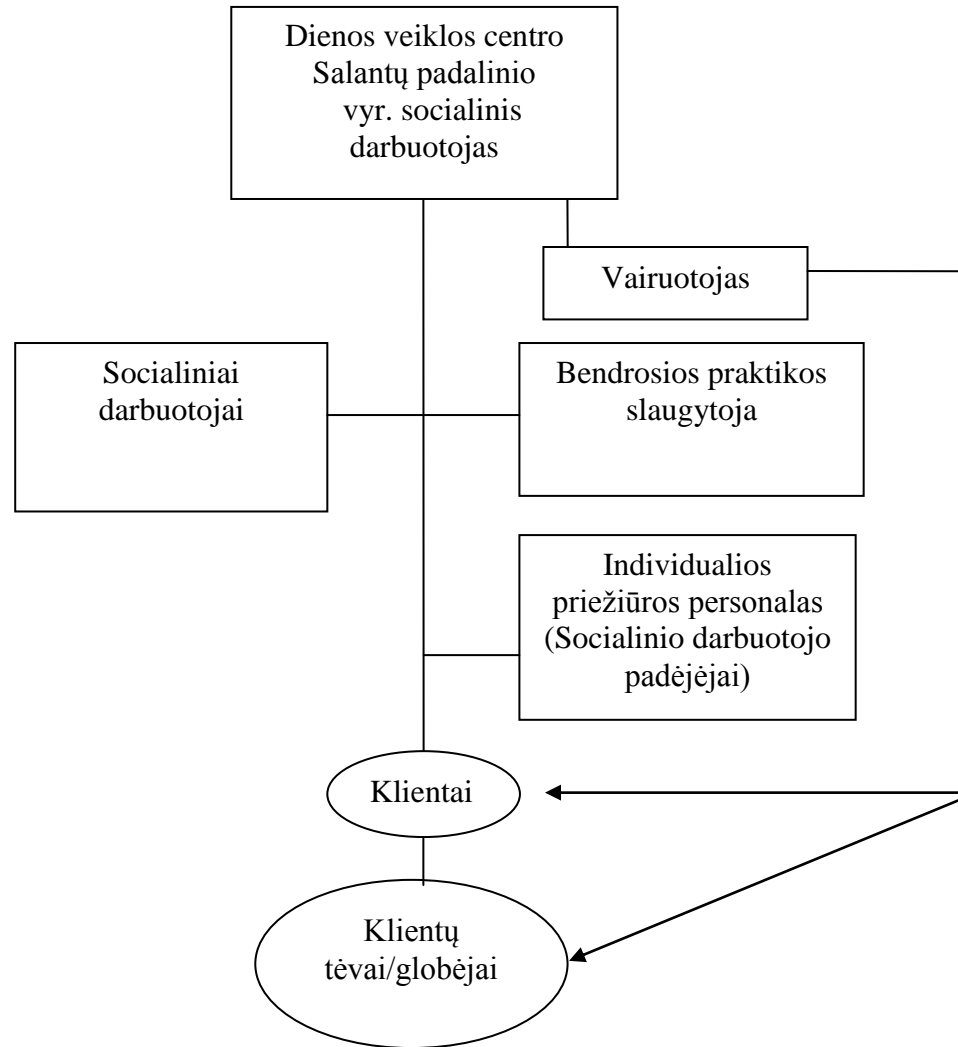 Dienos veiklos centro
Salantų padalinio
vyr. socialinis
darbuotojas
Vairuotojas
Socialiniai
darbuotojai
Bendrosios praktikos
slaugytoja
Individualios
priežiūros personalas
(Socialinio darbuotojo
padėjėjai)
Klientai
Klientų
tėvai/globėjai